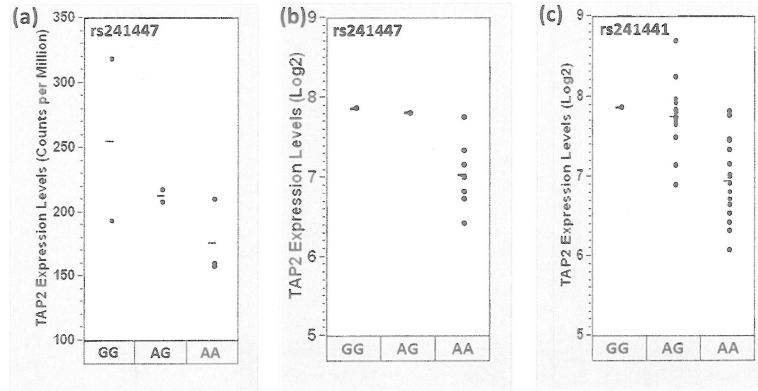 (a)
TAP2 Expression Levels (Counts per Million)
350
300
250
200
150
100
rs241447
GG AG AA
(b)
TAP2 Expression Levels (Log2)
9
8
7
6
5
rs241447
GG AG AA
(c)
TAP2 Expression Levels (Log2)
9
8
7
6
5
rs241441
GG AG AA